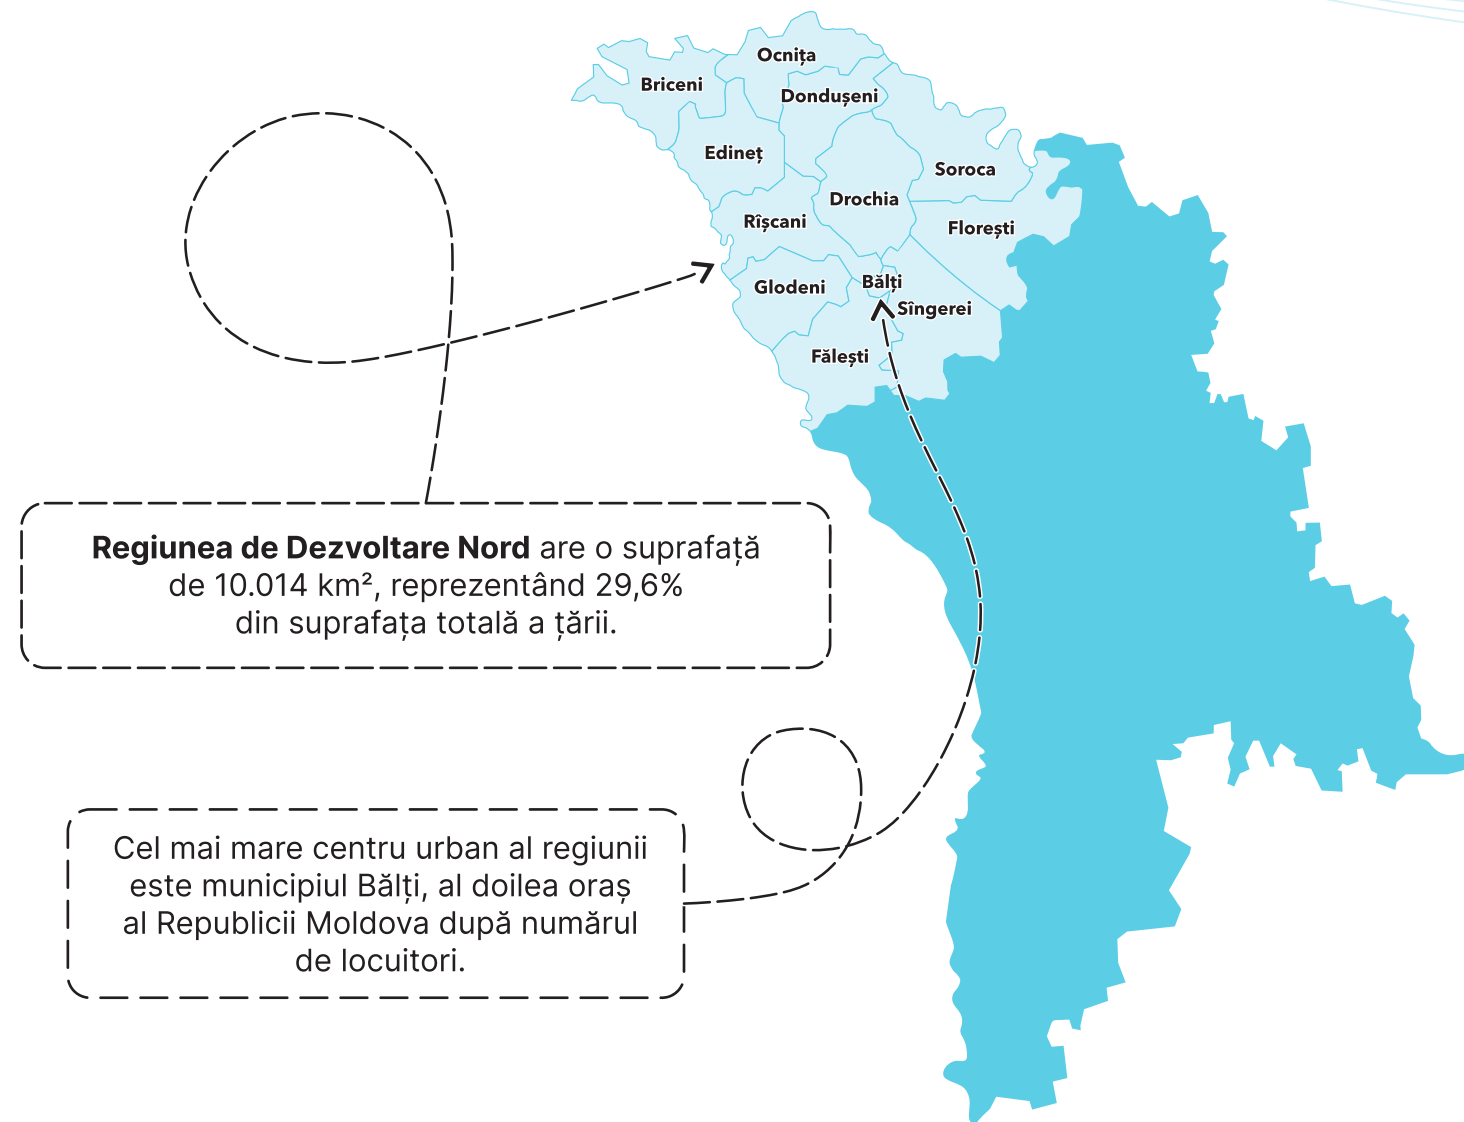 Ocnița
Briceni
Dondușeni
Edineț
Soroca
Drochia
Rîșcani
Florești
Bălți
Glodeni
Sîngerei
Fălești
Regiunea de Dezvoltare Nord are o suprafață
de 10.014 km², reprezentând 29,6%
din suprafața totală a țării.
Cel mai mare centru urban al regiunii
este municipiul Bălți, al doilea oraș
al Republicii Moldova după numărul
de locuitori.